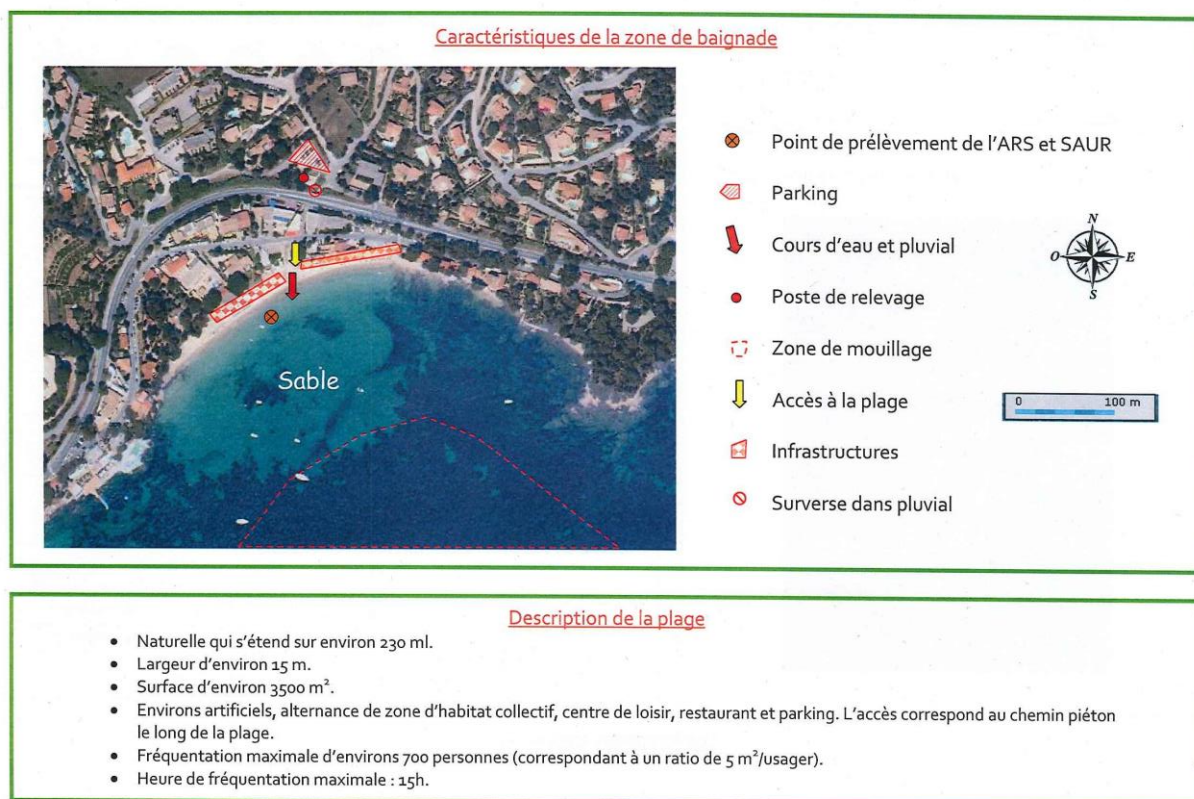 Caractéristiques de la zone de baignade
Sable
Point de prélèvement de l'ARS et SAUR
Parking
Cours d'eau et pluvial
Poste de relevage
Zone de mouillage
Accès à la plage
Infrastructures
Surverse dans pluvial
N
O
E
S
0 100 m
Description de la plage
• Naturelle qui s'étend sur environ 230 ml.
• Largeur d'environ 15 m.
• Surface d'environ 3500 m².
• Environs artificiels, alternance de zone d'habitat collectif, centre de loisir, restaurant et parking. L'accès correspond au chemin piéton
le long de la plage.
• Fréquentation maximale d'environs 700 personnes (correspondant à un ratio de 5 m²/usager).
• Heure de fréquentation maximale : 15h.